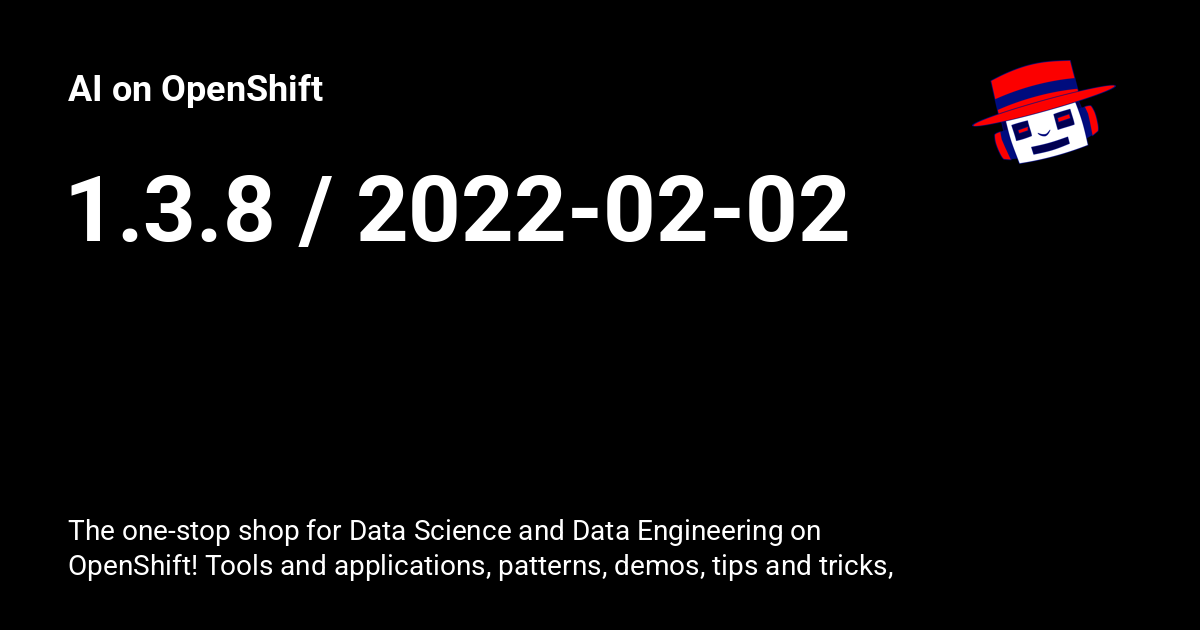 AI on OpenShift
1.3.8 / 2022-02-02
The one-stop shop for Data Science and Data Engineering on
OpenShift! Tools and applications, patterns, demos, tips and tricks,